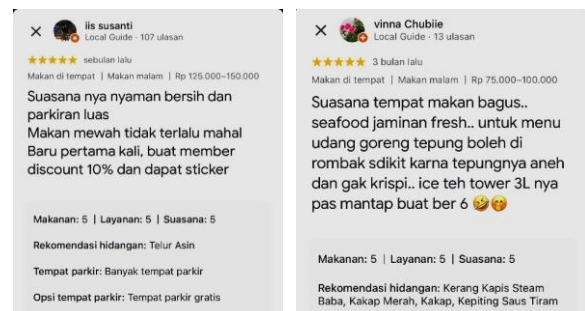 iis susanti
Local Guide · 107 ulasan
sebulan lalu
Makan di tempat | Makan malam | Rp 125.000–150.000
Suasana nya nyaman bersih dan
parkiran luas
Makan mewah tidak terlalu mahal
Baru pertama kali, buat member
discount 10% dan dapat sticker
Makanan: 5 | Layanan: 5 | Suasana: 5
Rekomendasi hidangan: Telur Asin
Tempat parkir: Banyak tempat parkir
Opsi tempat parkir: Tempat parkir gratis
vinna Chubiie
Local Guide · 13 ulasan
3 bulan lalu
Makan di tempat | Makan malam | Rp 75.000–100.000
Suasana tempat makan bagus..
seafood jaminan fresh.. untuk menu
udang goreng tepung boleh di
rombak sdikit karna tepungnya aneh
dan gak krispi.. ice teh tower 3L nya
pas mantap buat ber 6 🤣🤭
Makanan: 5 | Layanan: 5 | Suasana: 5
Rekomendasi hidangan: Kerang Kapis Steam
Baba, Kakap Merah, Kakap, Kepiting Saus Tiram